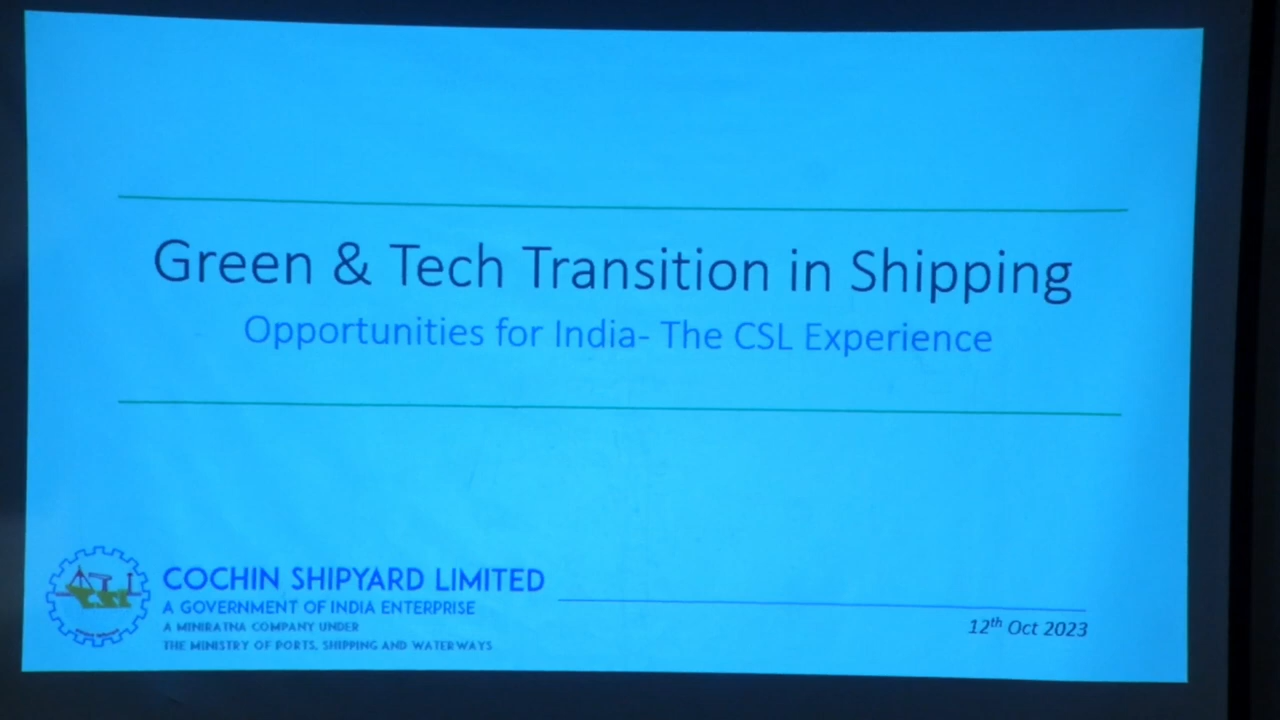 Green & Tech Transition in Shipping
Opportunities for India- The CSL Experience
CSL
COCHIN SHIPYARD LIMITED
A GOVERNMENT OF INDIA ENTERPRISE
A MINIRATNA COMPANY UNDER
THE MINISTRY OF PORTS, SHIPPING AND WATERWAYS
12th Oct 2023